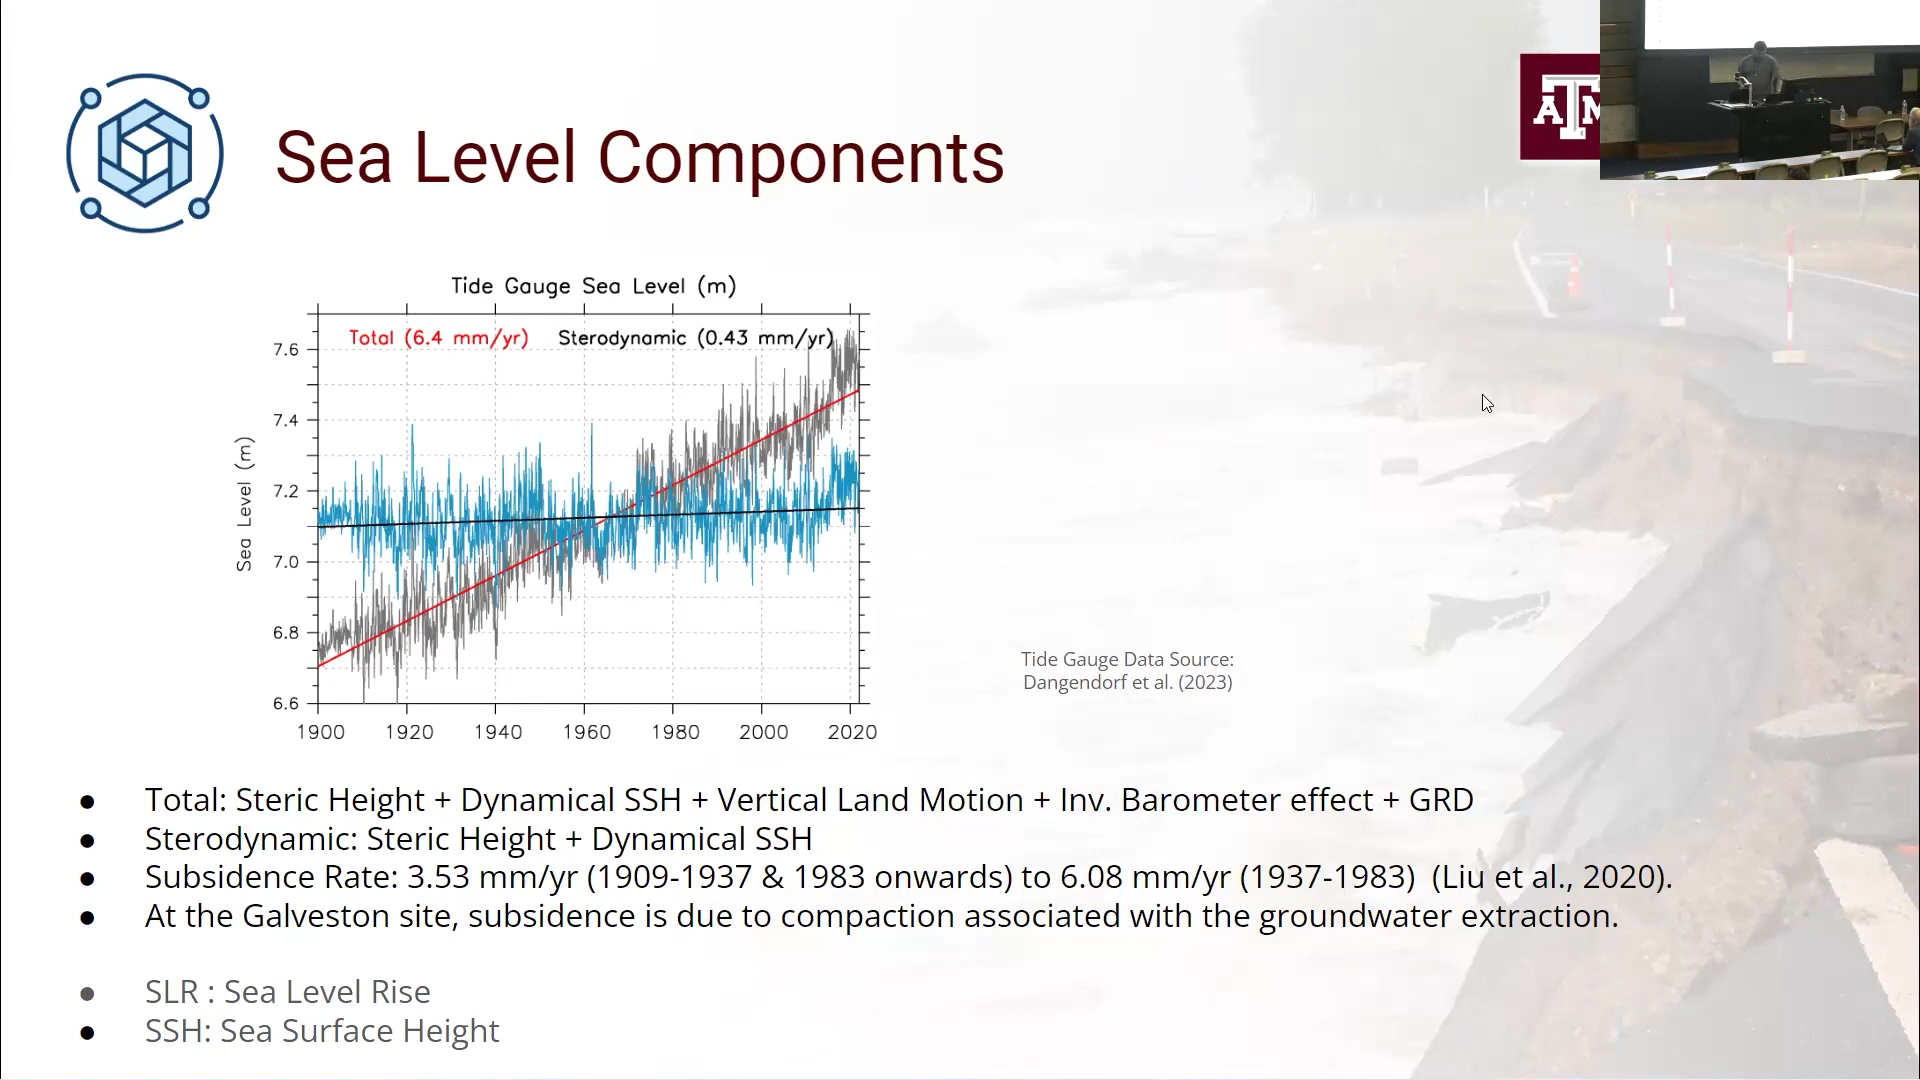 Sea Level Components
ATM
Tide Gauge Sea Level (m)
Total (6.4 mm/yr) Sterodynamic (0.43 mm/yr)
Sea Level (m)
7.6
7.4
7.2
7.0
6.8
6.6
1900 1920 1940 1960 1980 2000 2020
Tide Gauge Data Source:
Dangendorf et al. (2023)
● Total: Steric Height + Dynamical SSH + Vertical Land Motion + Inv. Barometer effect + GRD
● Sterodynamic: Steric Height + Dynamical SSH
● Subsidence Rate: 3.53 mm/yr (1909-1937 & 1983 onwards) to 6.08 mm/yr (1937-1983) (Liu et al., 2020).
● At the Galveston site, subsidence is due to compaction associated with the groundwater extraction.
● SLR : Sea Level Rise
● SSH: Sea Surface Height